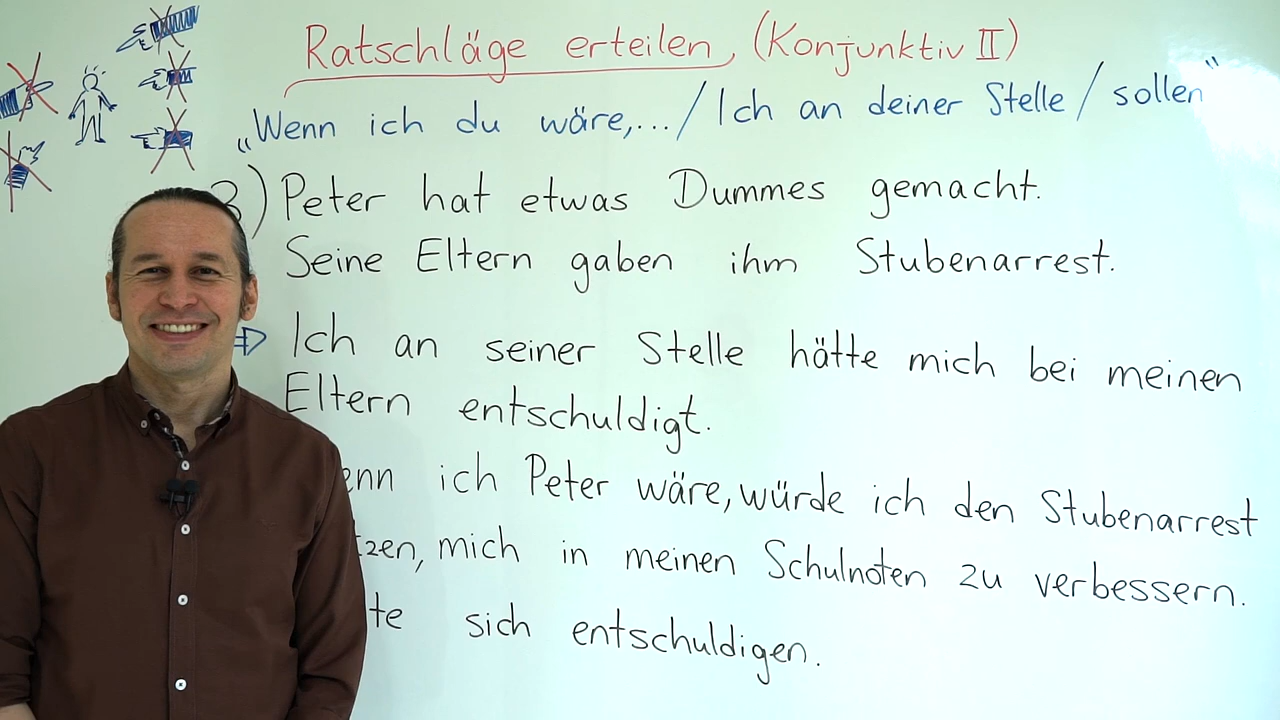 Ratschläge erteilen, (Konjunktiv II)
„Wenn ich du wäre,.../ Ich an deiner Stelle / sollen“
3) Peter hat etwas Dummes gemacht.
Seine Eltern gaben ihm Stubenarrest.
⇒ Ich an seiner Stelle hätte mich bei meinen
Eltern entschuldigt.
ich Peter wäre, würde ich den Stubenarrest
mich in meinen Schulnoten zu verbessern.
sich entschuldigen.